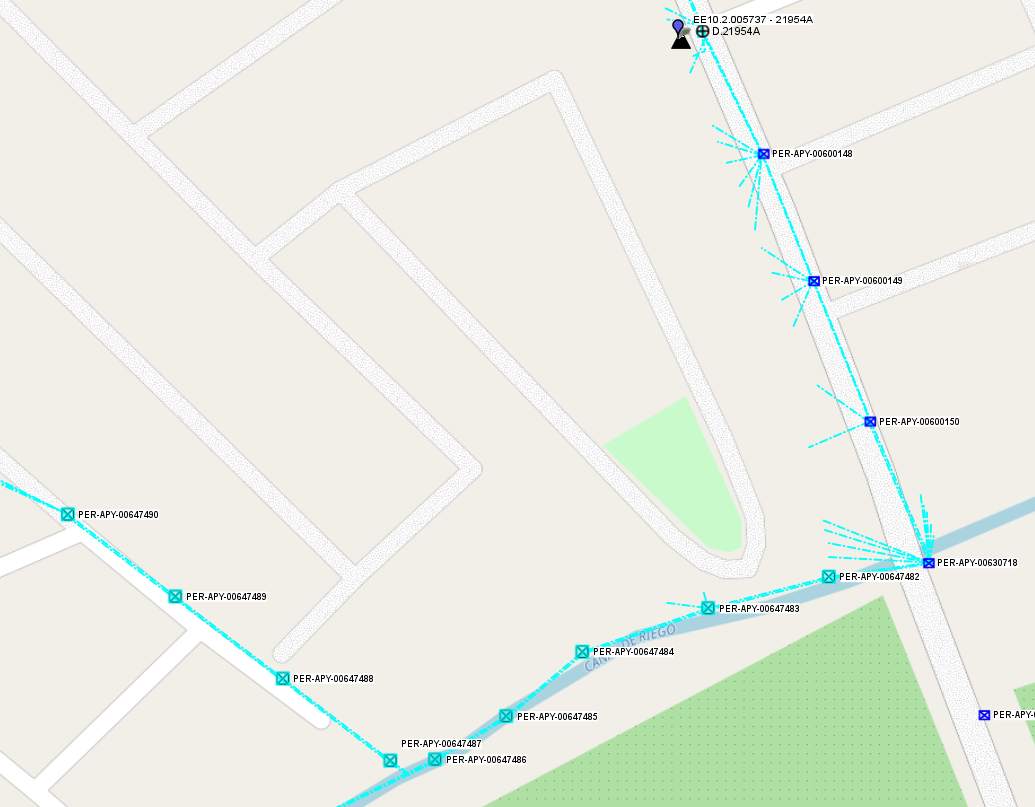 EE10.2.005737 - 21954A
D.21954A
PER-APY-00600148
PER-APY-00600149
PER-APY-00600150
PER-APY-00647490
PER-APY-00630718
PER-APY-00647482
PER-APY-00647489
PER-APY-00647483
CANAL DE RIEGO
PER-APY-00647484
PER-APY-00647488
PER-APY-00647485
PER-APY-
PER-APY-00647487
PER-APY-00647486